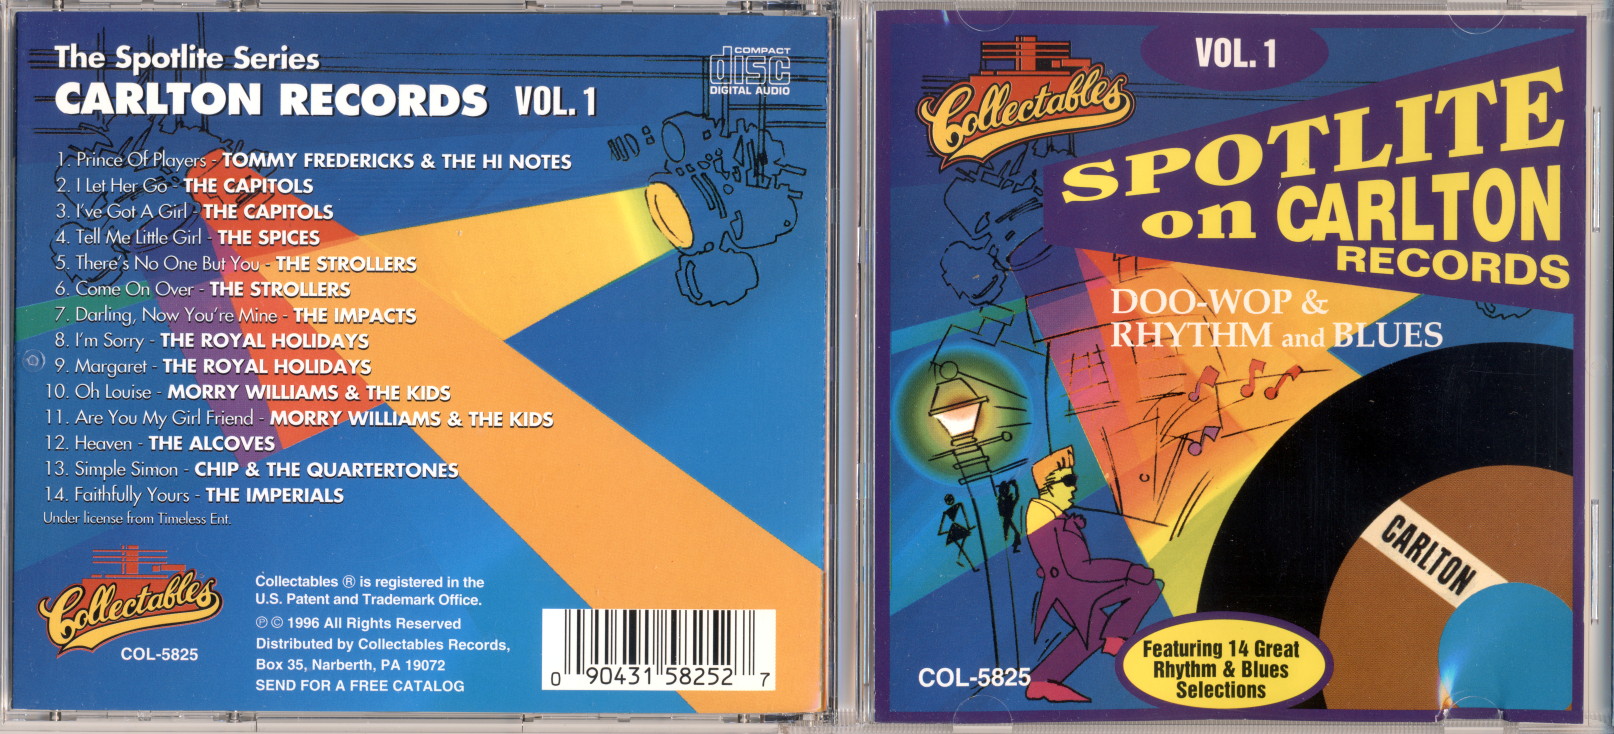 The Spotlite Series
CARLTON RECORDS VOL. 1
COMPACT
disc
DIGITAL AUDIO
1. Prince Of Players - TOMMY FREDERICKS & THE HI NOTES
2. I Let Her Go - THE CAPITOLS
3. I've Got A Girl - THE CAPITOLS
4. Tell Me Little Girl - THE SPICES
5. There's No One But You - THE STROLLERS
6. Come On Over - THE STROLLERS
7. Darling, Now You're Mine - THE IMPACTS
8. I'm Sorry - THE ROYAL HOLIDAYS
9. Margaret - THE ROYAL HOLIDAYS
10. Oh Louise - MORRY WILLIAMS & THE KIDS
11. Are You My Girl Friend - MORRY WILLIAMS & THE KIDS
12. Heaven - THE ALCOVES
13. Simple Simon - CHIP & THE QUARTERTONES
14. Faithfully Yours - THE IMPERIALS
Under license from Timeless Ent.
Collectables
COL-5825
Collectables ® is registered in the
U.S. Patent and Trademark Office.
℗ © 1996 All Rights Reserved
Distributed by Collectables Records,
Box 35, Narberth, PA 19072
SEND FOR A FREE CATALOG
0 90431 58252 7
Collectables
VOL. 1
SPOTLITE
on CARLTON
RECORDS
DOO-WOP &
RHYTHM and BLUES
CARLTON
Featuring 14 Great
Rhythm & Blues
Selections
COL-5825